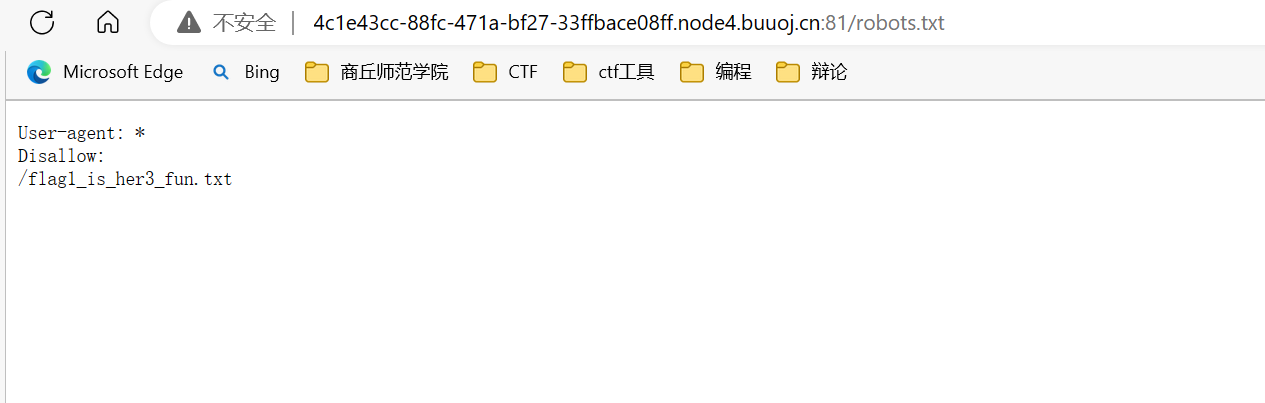 不安全 | 4c1e43cc-88fc-471a-bf27-33ffbace08ff.node4.buuoj.cn:81/robots.txt
Microsoft Edge Bing 商丘师范学院 CTF ctf工具 编程 辩论
User-agent: *
Disallow:
/flag1_is_her3_fun.txt